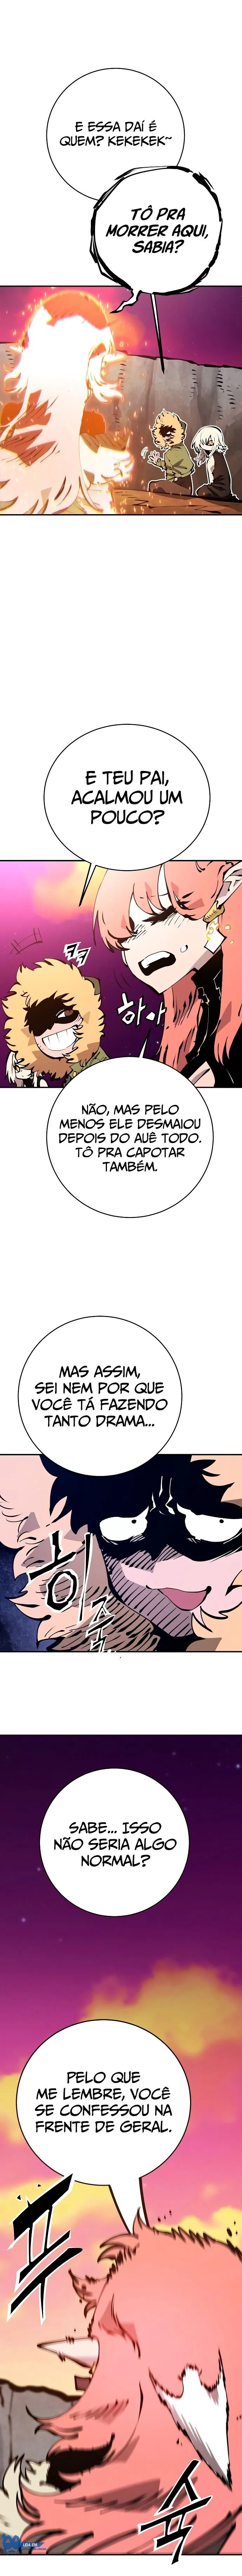 E ESSA DAÍ É
QUEM? KEKEKEK~
TÔ PRA
MORRER AQUI,
SABIA?
E TEU PAI,
ACALMOU UM
POUCO?
ㅋㅋ
하아
NÃO, MAS PELO
MENOS ELE DESMAIOU
DEPOIS DO AUÊ TODO.
TÔ PRA CAPOTAR
TAMBÉM.
MAS ASSIM,
SEI NEM POR QUE
VOCÊ TÁ FAZENDO
TANTO DRAMA...
SABE... ISSO
NÃO SERIA ALGO
NORMAL?
PELO QUE
ME LEMBRE, VOCÊ
SE CONFESSOU NA
FRENTE DE GERAL.
LEIA EM